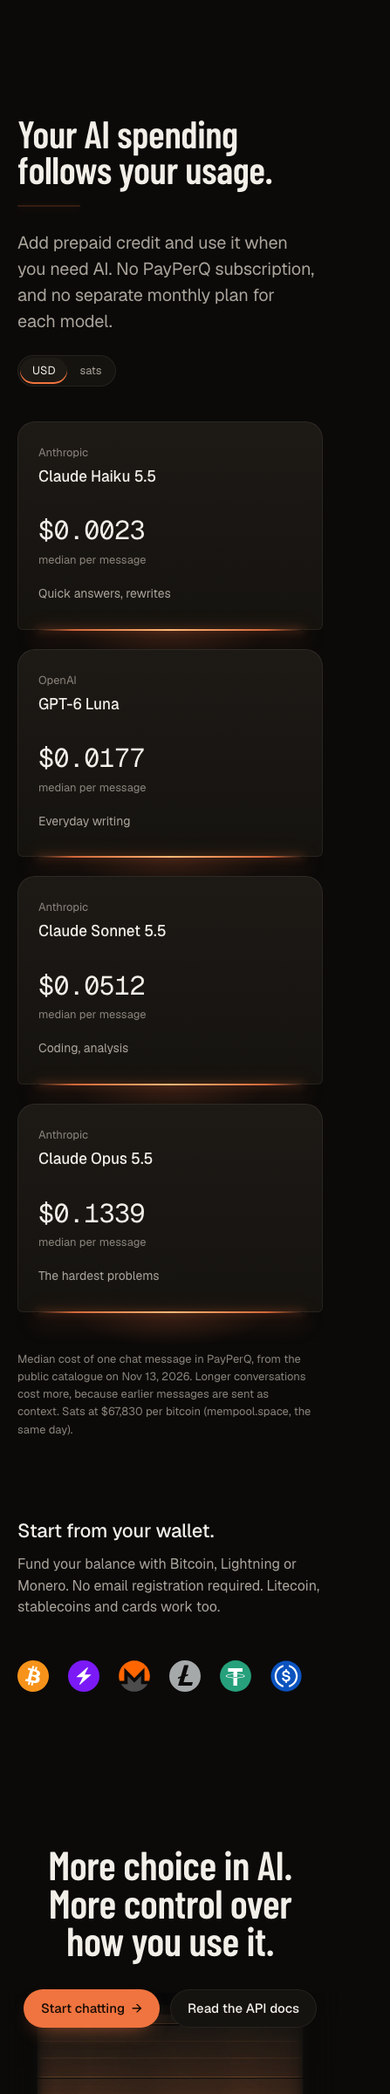 Your AI spending
follows your usage.
Add prepaid credit and use it when
you need AI. No PayPerQ subscription,
and no separate monthly plan for
each model.
USD sats
Anthropic
Claude Haiku 5.5
$0.0023
median per message
Quick answers, rewrites
OpenAI
GPT-6 Luna
$0.0177
median per message
Everyday writing
Anthropic
Claude Sonnet 5.5
$0.0512
median per message
Coding, analysis
Anthropic
Claude Opus 5.5
$0.1339
median per message
The hardest problems
Median cost of one chat message in PayPerQ, from the
public catalogue on Nov 13, 2026. Longer conversations
cost more, because earlier messages are sent as
context. Sats at $67,830 per bitcoin (mempool.space, the
same day).
Start from your wallet.
Fund your balance with Bitcoin, Lightning or
Monero. No email registration required. Litecoin,
stablecoins and cards work too.
More choice in AI.
More control over
how you use it.
Start chatting → Read the API docs